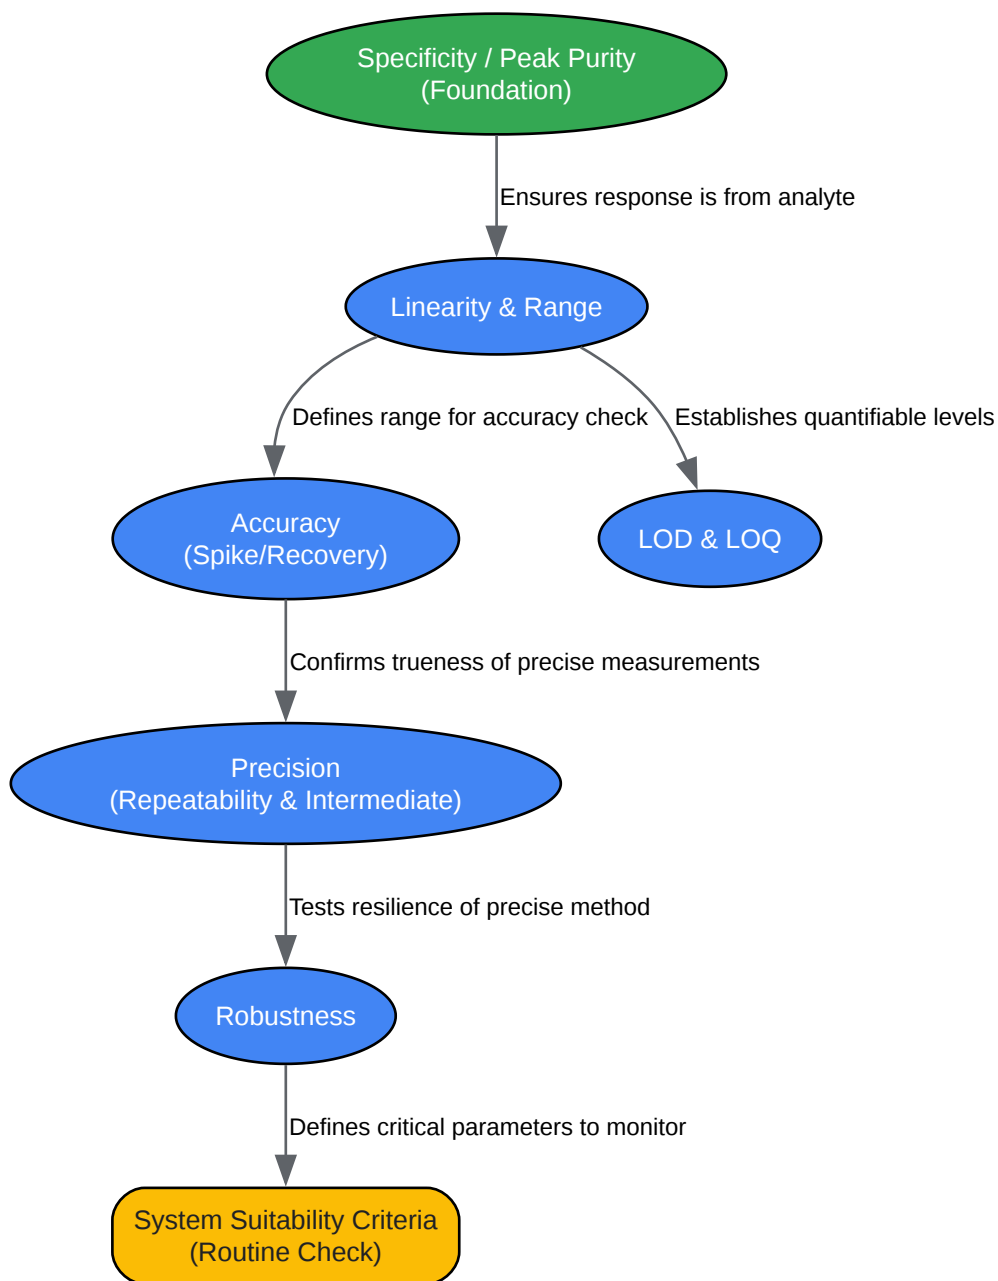 Specificity / Peak Purity
(Foundation)
Ensures response is from analyte
Linearity & Range
Defines range for accuracy check
Establishes quantifiable levels
Accuracy
(Spike/Recovery)
LOD & LOQ
Confirms trueness of precise measurements
Precision
(Repeatability & Intermediate)
Tests resilience of precise method
Robustness
Defines critical parameters to monitor
System Suitability Criteria
(Routine Check)